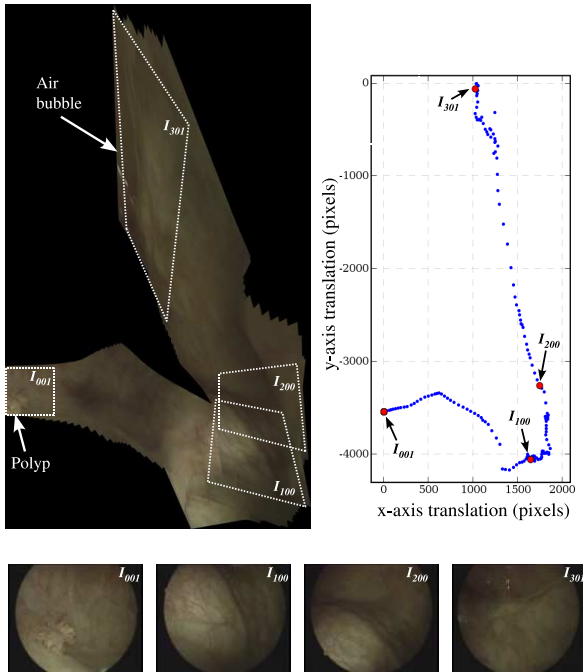 Air
bubble
I301
I001
Polyp
I200
I100
y-axis translation (pixels)
0
-1000
-2000
-3000
-4000
I301
I200
I100
I001
0 500 1000 1500 2000
x-axis translation (pixels)
I001 I100 I200 I301